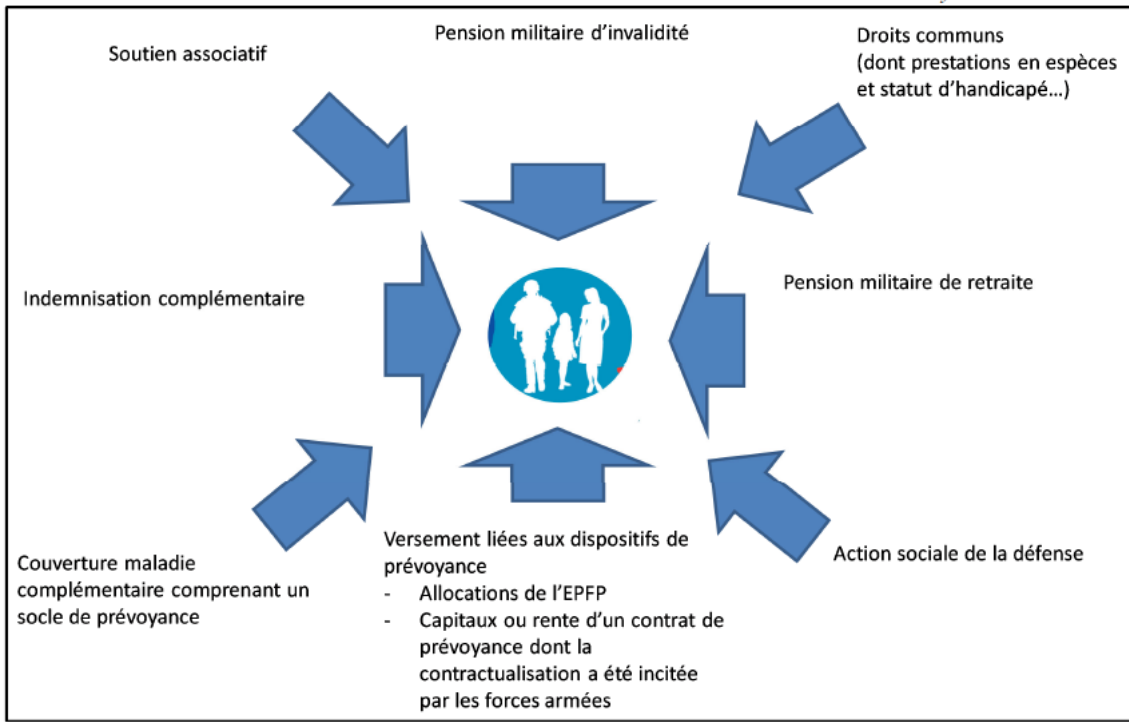 Soutien associatif
Pension militaire d'invalidité
Droits communs
(dont prestations en espèces
et statut d'handicapé...)
Indemnisation complémentaire
Pension militaire de retraite
Couverture maladie
complémentaire comprenant un
socle de prévoyance
Versement liées aux dispositifs de
prévoyance
- Allocations de l'EPFP
- Capitaux ou rente d'un contrat de
prévoyance dont la
contractualisation a été incitée
par les forces armées
Action sociale de la défense